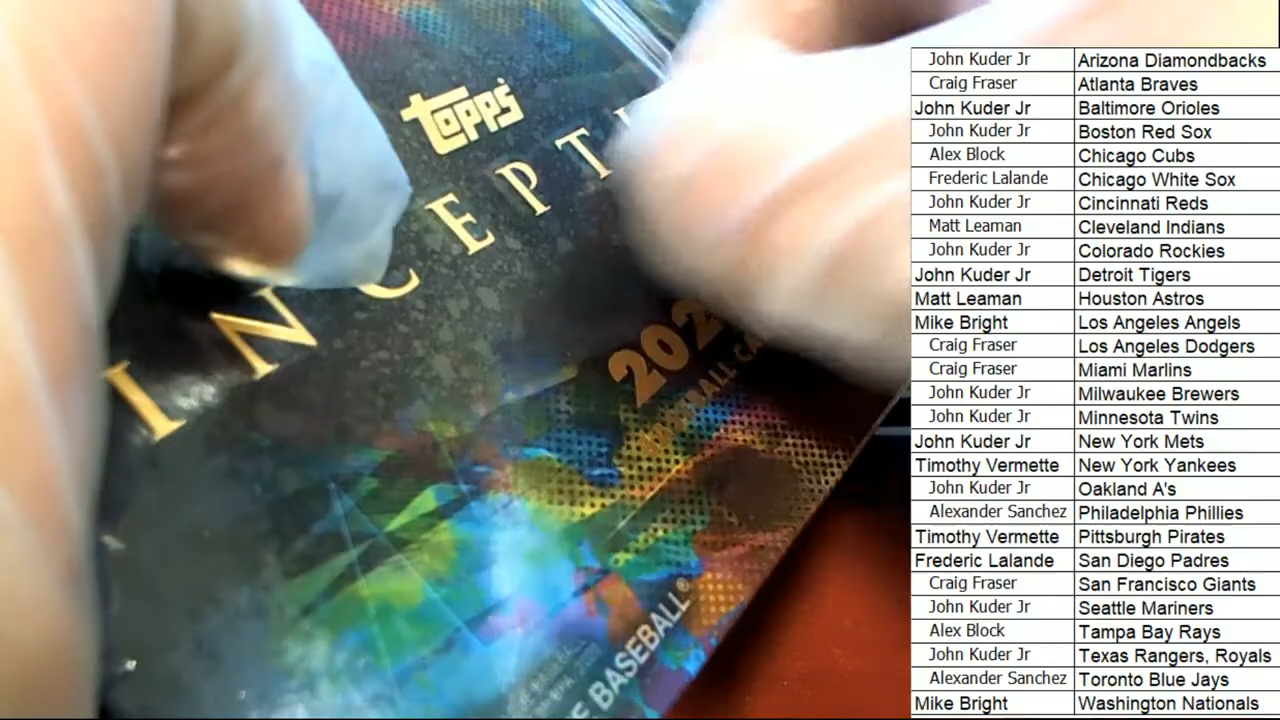 Topps
INCEPTI
202
BALL CA
E BASEBALL®
John Kuder Jr Arizona Diamondbacks
Craig Fraser Atlanta Braves
John Kuder Jr Baltimore Orioles
John Kuder Jr Boston Red Sox
Alex Block Chicago Cubs
Frederic Lalande Chicago White Sox
John Kuder Jr Cincinnati Reds
Matt Leaman Cleveland Indians
John Kuder Jr Colorado Rockies
John Kuder Jr Detroit Tigers
Matt Leaman Houston Astros
Mike Bright Los Angeles Angels
Craig Fraser Los Angeles Dodgers
Craig Fraser Miami Marlins
John Kuder Jr Milwaukee Brewers
John Kuder Jr Minnesota Twins
John Kuder Jr New York Mets
Timothy Vermette New York Yankees
John Kuder Jr Oakland A's
Alexander Sanchez Philadelphia Phillies
Timothy Vermette Pittsburgh Pirates
Frederic Lalande San Diego Padres
Craig Fraser San Francisco Giants
John Kuder Jr Seattle Mariners
Alex Block Tampa Bay Rays
John Kuder Jr Texas Rangers, Royals
Alexander Sanchez Toronto Blue Jays
Mike Bright Washington Nationals